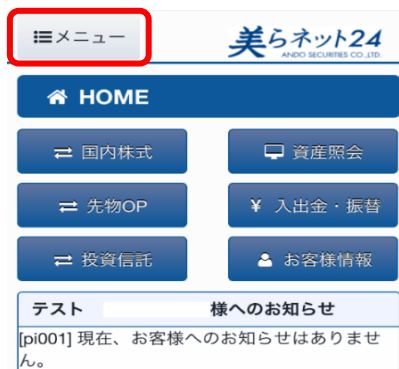 メニュー
美らネット24
ANDO SECURITIES CO.,LTD.
HOME
国内株式
資産照会
先物OP
¥ 入出金・振替
投資信託
お客様情報
テスト 様へのお知らせ
[pi001] 現在、お客様へのお知らせはありませ
ん。